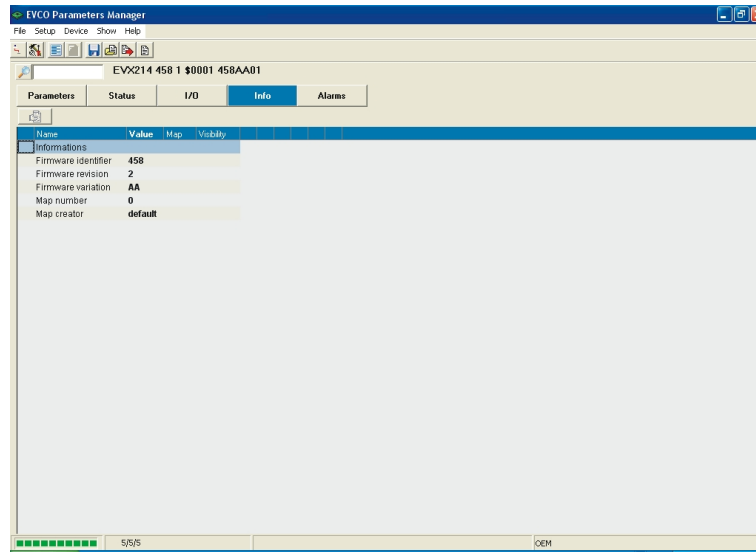 EVCO Parameters Manager
File Setup Device Show Help
EVX214 458 1 $0001 458AA01
Parameters Status I/O Info Alarms
Name Value Map Visibility
Informations
Firmware identifier 458
Firmware revision 2
Firmware variation AA
Map number 0
Map creator default
5/5/5 OEM